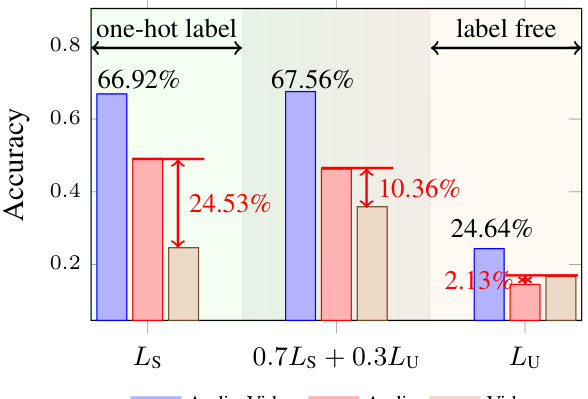 one-hot label
label free
0.8
66.92%
67.56%
0.6
Accuracy
0.4
24.53%
10.36%
24.64%
0.2
2.13%
L_S
0.7L_S + 0.3L_U
L_U